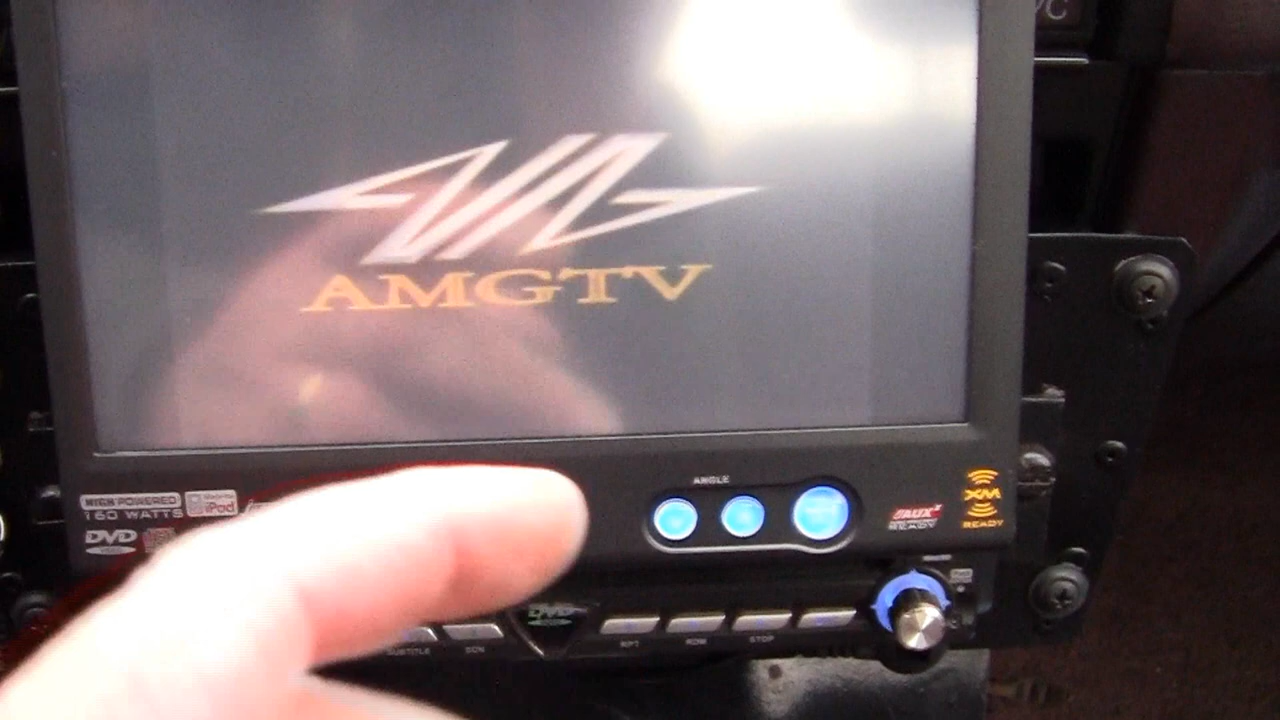 AMGTV
ANGLE
HIGH POWERED
160 WATTS
iPod
DVD
AUX
READY
XM
READY
DVD
SUBTITLE
SCN
RPT
RDM
STOP